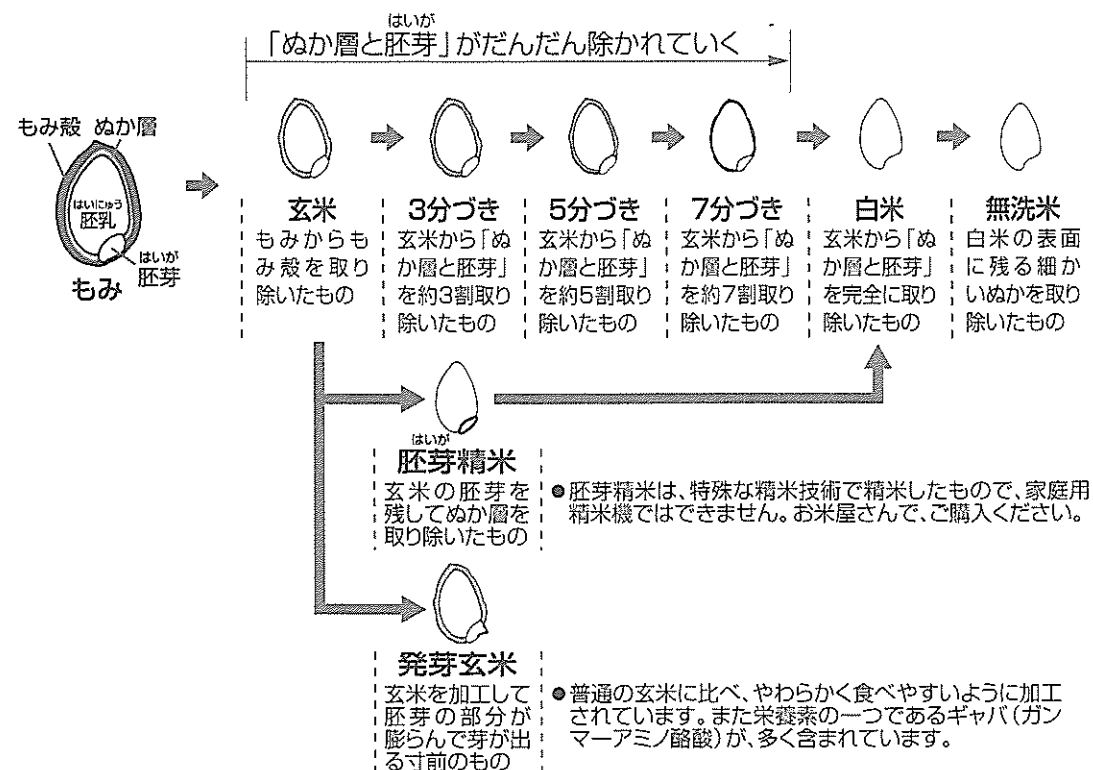 はいが
「ぬか層と胚芽」がだんだん除かれていく
もみ殻 ぬか層
はいにゅう
胚乳
はいが
胚芽
もみ
玄米
もみからも
み殻を取り
除いたもの
3分づき
玄米から「ぬ
か層と胚芽」
を約3割取り
除いたもの
5分づき
玄米から「ぬ
か層と胚芽」
を約5割取り
除いたもの
7分づき
玄米から「ぬ
か層と胚芽」
を約7割取り
除いたもの
白米
玄米から「ぬ
か層と胚芽」
を完全に取り
除いたもの
無洗米
白米の表面
に残る細か
いぬかを取り
除いたもの
はいが
胚芽精米
玄米の胚芽を
残してぬか層を
取り除いたもの
●胚芽精米は、特殊な精米技術で精米したもので、家庭用
精米機ではできません。お米屋さんで、ご購入ください。
発芽玄米
玄米を加工して
胚芽の部分が
膨らんで芽が出
る寸前のもの
●普通の玄米に比べ、やわらかく食べやすいように加工
されています。また栄養素の一つであるギャバ(ガン
マーアミノ酪酸)が、多く含まれています。